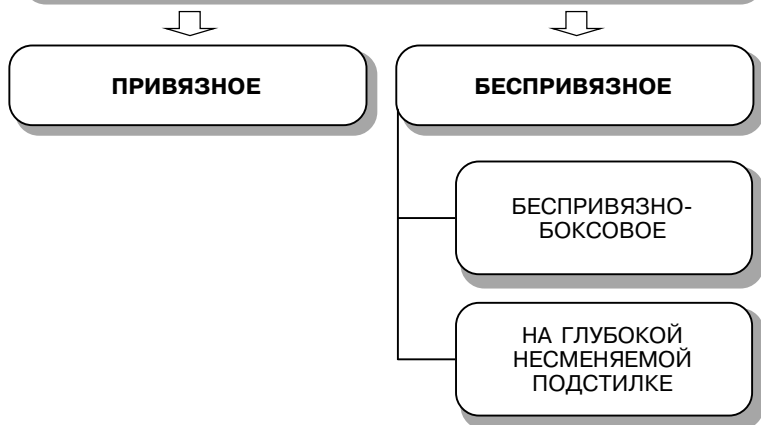 ПРИВЯЗНОЕ
БЕСПРИВЯЗНОЕ
БЕСПРИВЯЗНО-
БОКСОВОЕ
НА ГЛУБОКОЙ
НЕСМЕНЯЕМОЙ
ПОДСТИЛКЕ